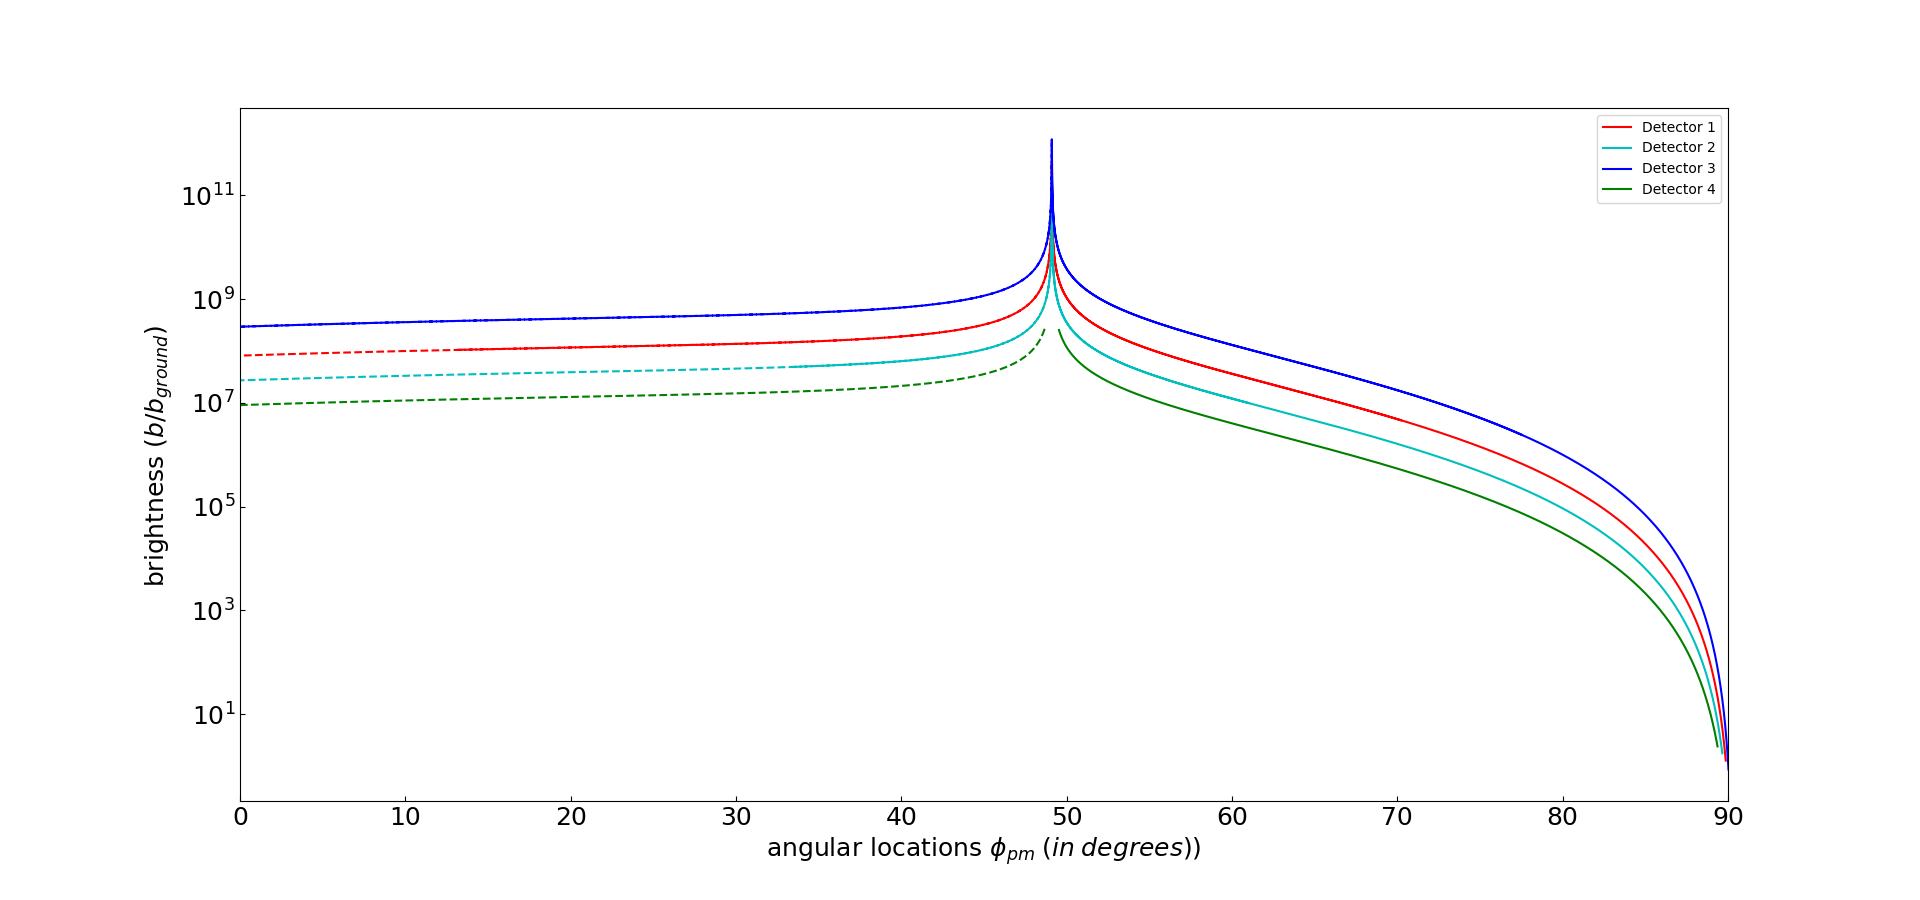 Detector 1
Detector 2
Detector 3
Detector 4
10^11
10^9
10^7
10^5
10^3
10^1
brightness (b/b_ground)
0 10 20 30 40 50 60 70 80 90
angular locations ϕ_pm (in degrees))